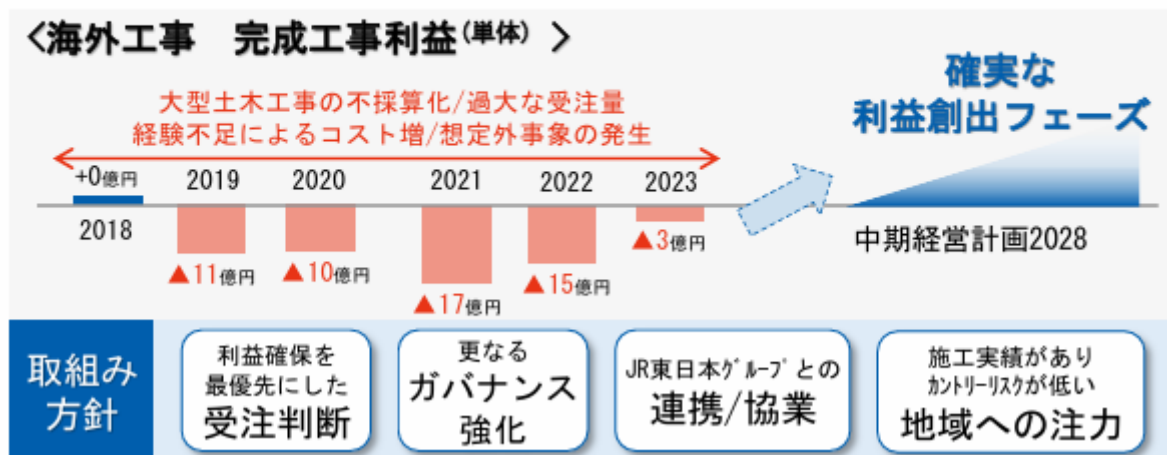 <海外工事　完成工事利益(単体) >
大型土木工事の不採算化/過大な受注量
経験不足によるコスト増/想定外事象の発生
確実な
利益創出フェーズ
+0億円
2019
2020
2021
2022
2023
2018
▲11億円
▲10億円
▲17億円
▲15億円
▲3億円
中期経営計画2028
取組み
方針
利益確保を
最優先にした
受注判断
更なる
ガバナンス
強化
JR東日本ｸﾞﾙｰﾌﾟとの
連携/協業
施工実績があり
ｶﾝﾄﾘｰﾘｽｸが低い
地域への注力